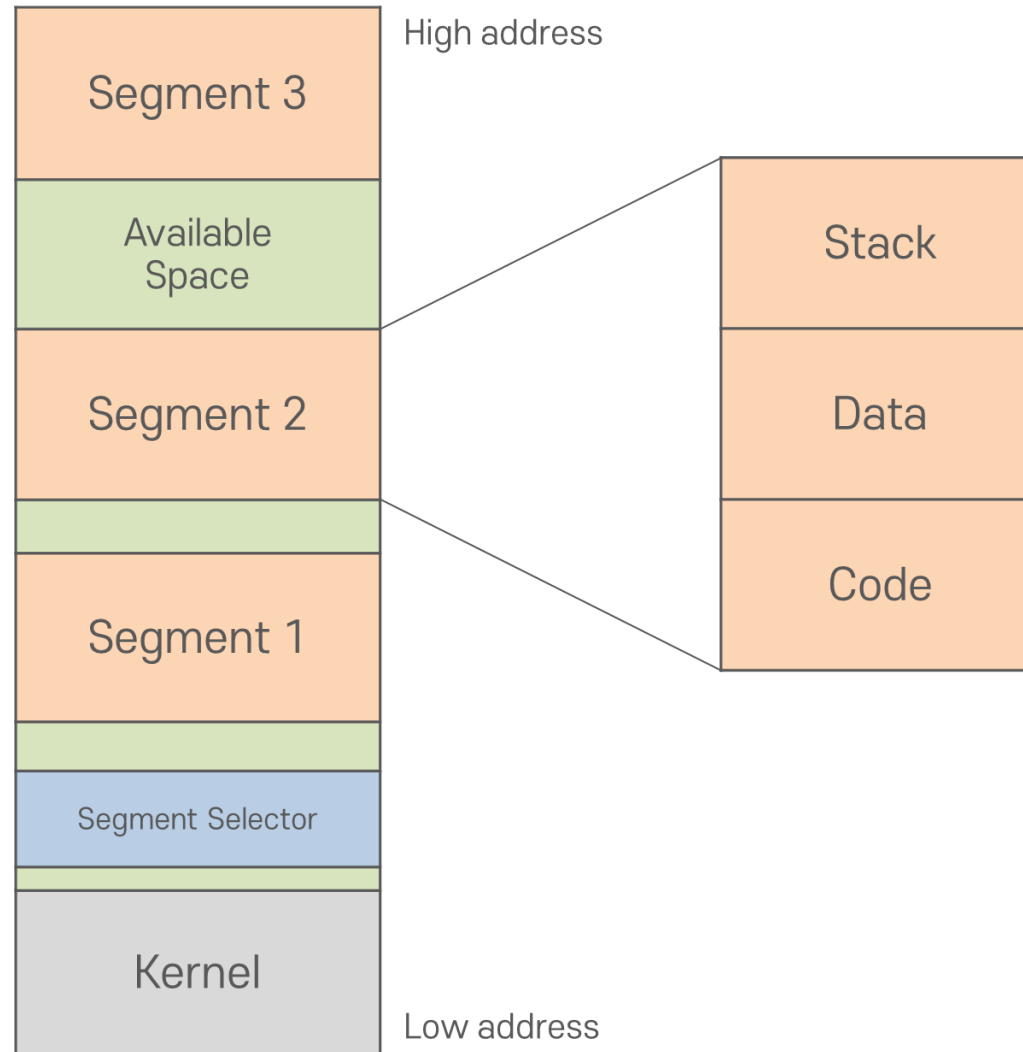 High address
Segment 3
Available
Space
Segment 2
Segment 1
Segment Selector
Kernel
Low address
Stack
Data
Code